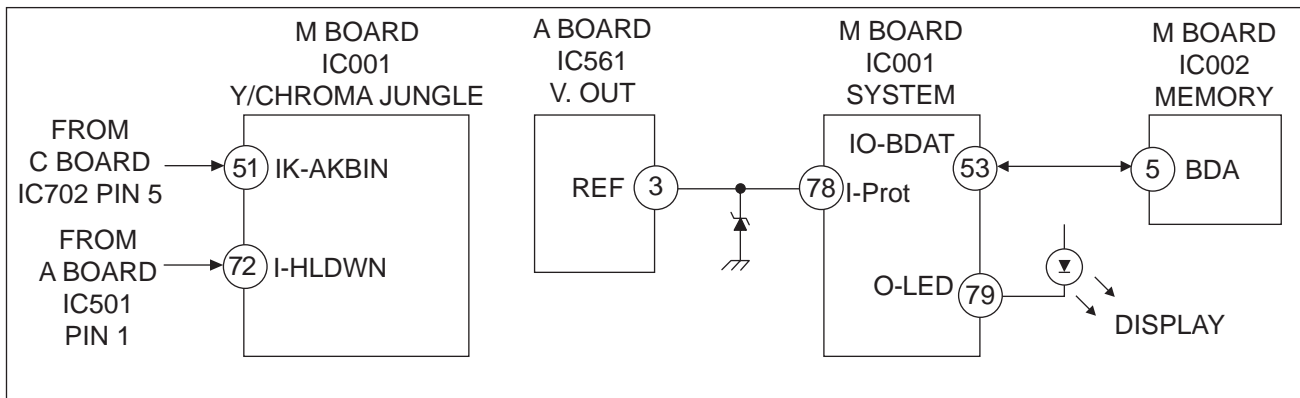 M BOARD
IC001
Y/CHROMA JUNGLE
FROM
C BOARD
IC702 PIN 5
51
IK-AKBIN
FROM
A BOARD
IC501
PIN 1
72
I-HLDWN
A BOARD
IC561
V. OUT
REF
3
M BOARD
IC001
SYSTEM
78
I-Prot
IO-BDAT
53
O-LED
79
DISPLAY
M BOARD
IC002
MEMORY
5
BDA